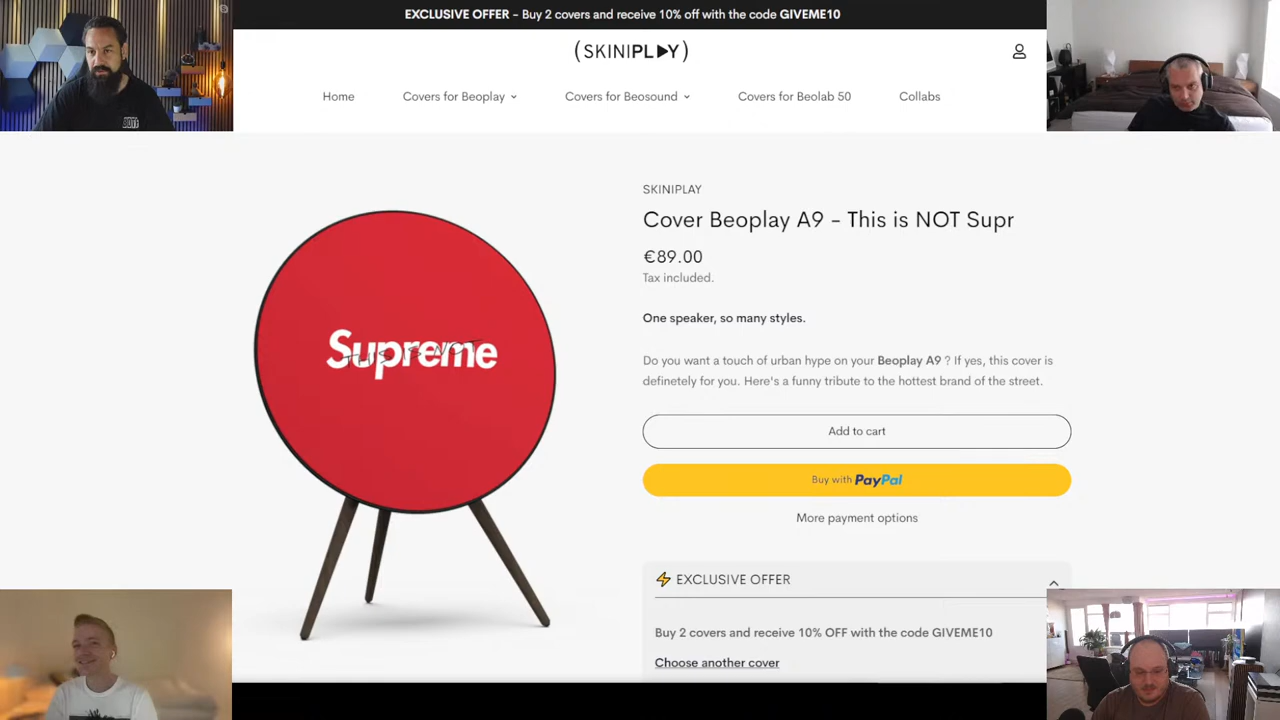 EXCLUSIVE OFFER - Buy 2 covers and receive 10% off with the code GIVEME10
(SKINIPLAY)
Home
Covers for Beoplay
Covers for Beosound
Covers for Beolab 50
Collabs
SKINIPLAY
Cover Beoplay A9 - This is NOT Supr
€89.00
Tax included.
One speaker, so many styles.
Supreme
THIS IS NOT
Do you want a touch of urban hype on your Beoplay A9 ? If yes, this cover is
definetely for you. Here's a funny tribute to the hottest brand of the street.
Add to cart
Buy with PayPal
More payment options
EXCLUSIVE OFFER
Buy 2 covers and receive 10% OFF with the code GIVEME10
Choose another cover